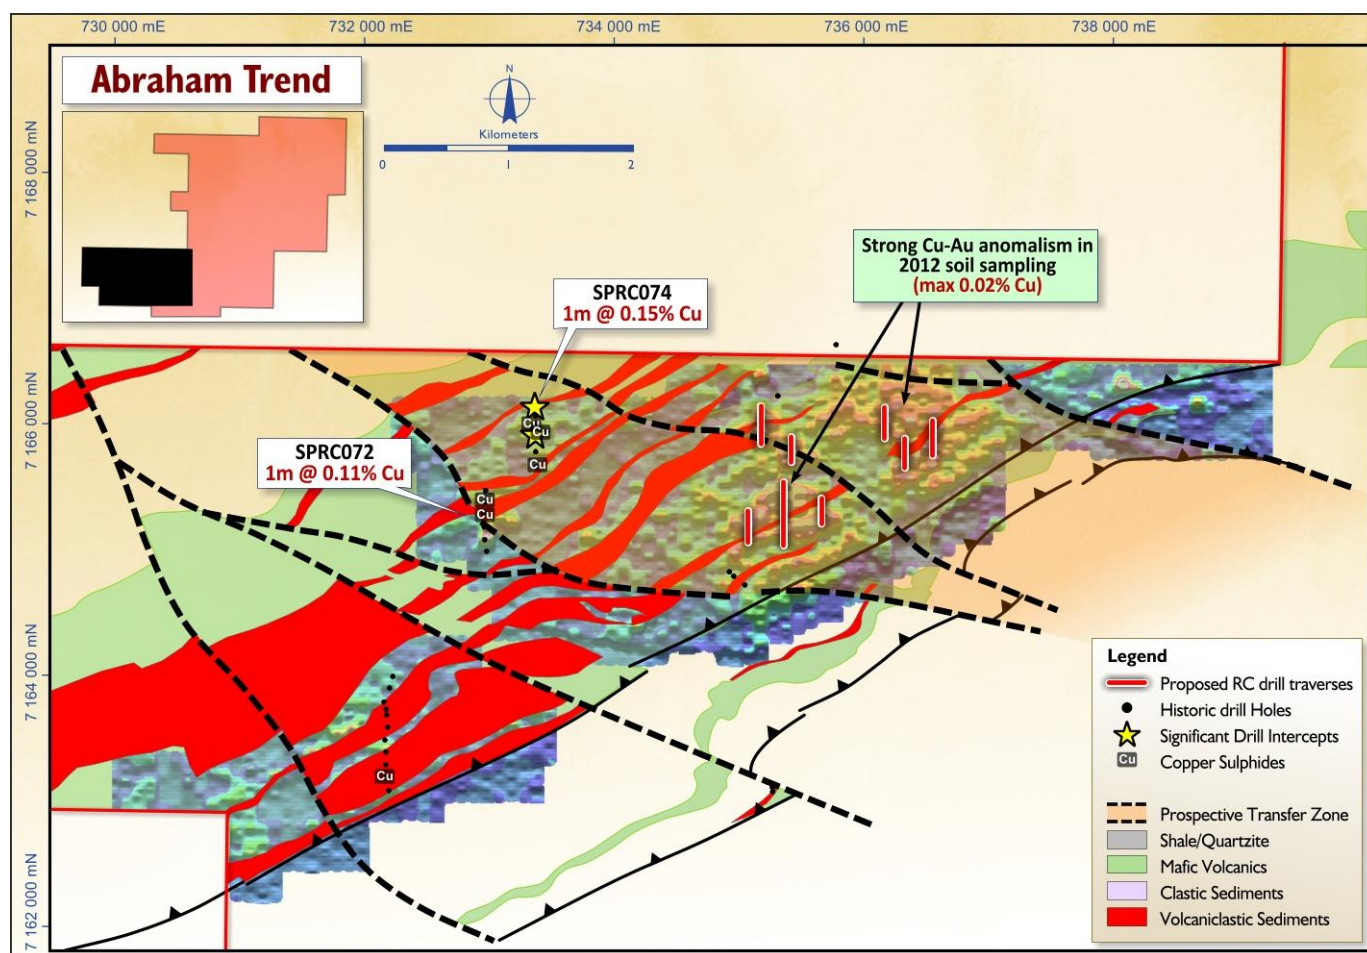 730 000 mE
732 000 mE
734 000 mE
736 000 mE
738 000 mE
Abraham Trend
N
Kilometers
0
1
2
7 168 000 mN
7 166 000 mN
7 164 000 mN
7 162 000 mN
Strong Cu-Au anomalism in
2012 soil sampling
(max 0.02% Cu)
SPRC074
1m @ 0.15% Cu
SPRC072
1m @ 0.11% Cu
Cu
Cu
Cu
Cu
Cu
Cu
Legend
Proposed RC drill traverses
Historic drill Holes
Significant Drill Intercepts
Cu
Copper Sulphides
Prospective Transfer Zone
Shale/Quartzite
Mafic Volcanics
Clastic Sediments
Volcaniclastic Sediments